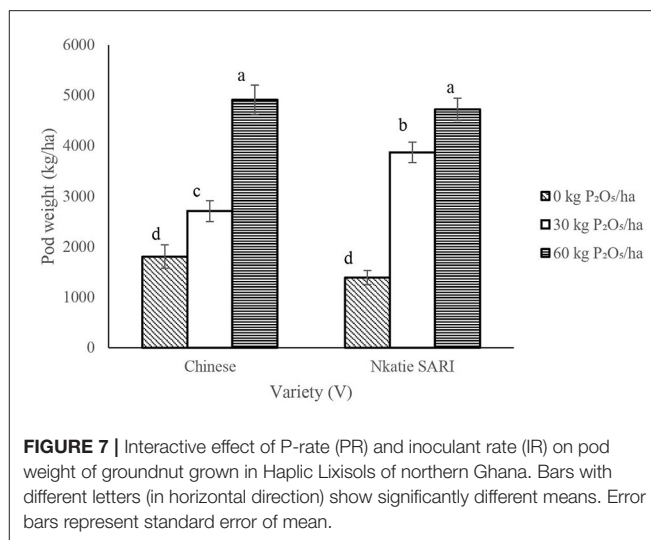 6000
5000
4000
3000
2000
1000
0
Pod weight (kg/ha)
d
c
a
d
b
a
Chinese
Nkatie SARI
Variety (V)
0 kg P₂O₅/ha
30 kg P₂O₅/ha
60 kg P₂O₅/ha
FIGURE 7 | Interactive effect of P-rate (PR) and inoculant rate (IR) on pod
weight of groundnut grown in Haplic Lixisols of northern Ghana. Bars with
different letters (in horizontal direction) show significantly different means. Error
bars represent standard error of mean.